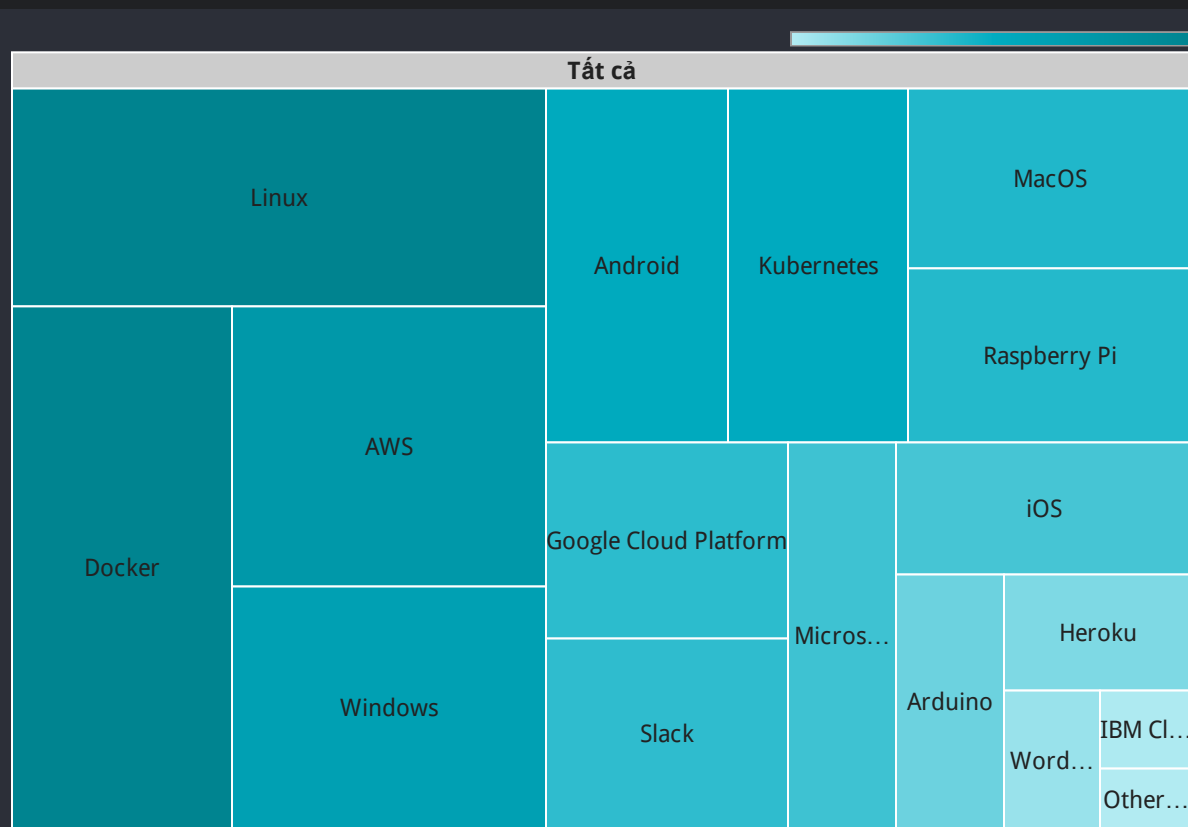 Tất cả
Linux
Android
Kubernetes
MacOS
Raspberry Pi
Docker
AWS
Windows
Google Cloud Platform
Slack
Micros…
iOS
Arduino
Heroku
Word…
IBM Cl…
Other…